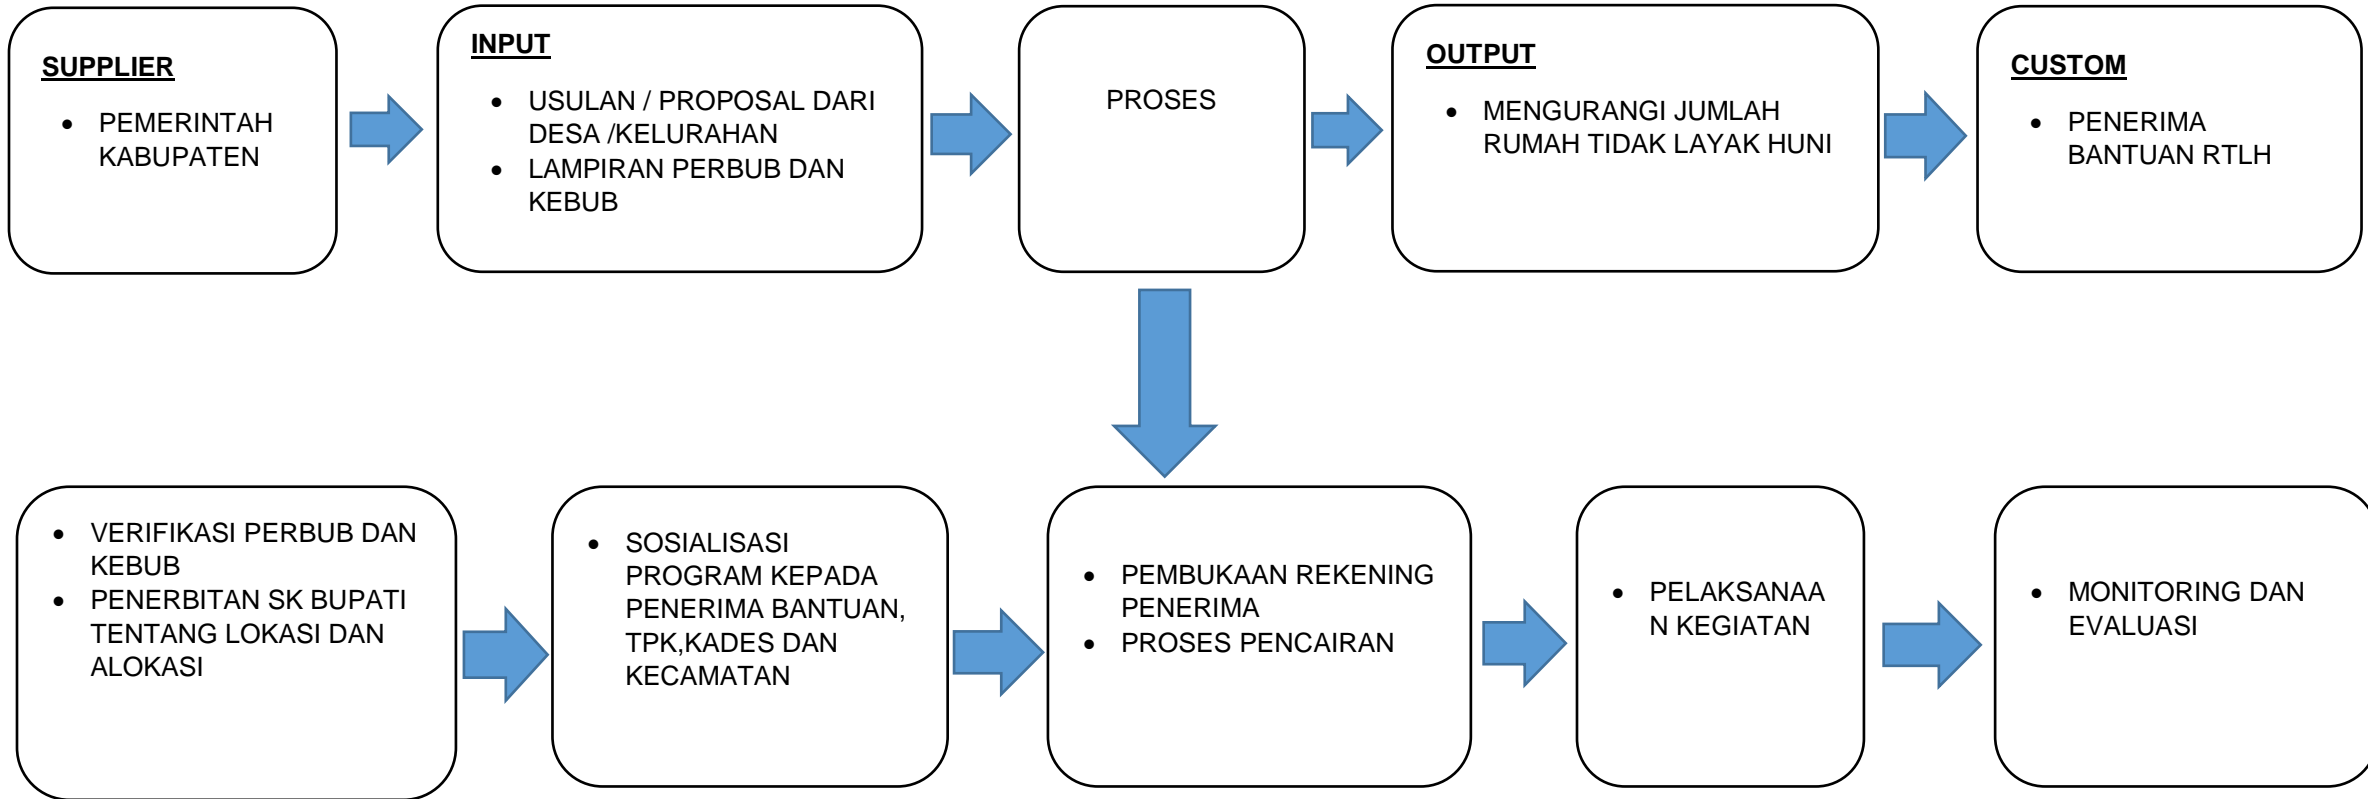 SUPPLIER
• PEMERINTAH
KABUPATEN
INPUT
• USULAN / PROPOSAL DARI
DESA /KELURAHAN
• LAMPIRAN PERBUB DAN
KEBUB
PROSES
OUTPUT
• MENGURANGI JUMLAH
RUMAH TIDAK LAYAK HUNI
CUSTOM
• PENERIMA
BANTUAN RTLH
• VERIFIKASI PERBUB DAN
KEBUB
• PENERBITAN SK BUPATI
TENTANG LOKASI DAN
ALOKASI
• SOSIALISASI
PROGRAM KEPADA
PENERIMA BANTUAN,
TPK,KADES DAN
KECAMATAN
• PEMBUKAAN REKENING
PENERIMA
• PROSES PENCAIRAN
• PELAKSANAA
N KEGIATAN
• MONITORING DAN
EVALUASI